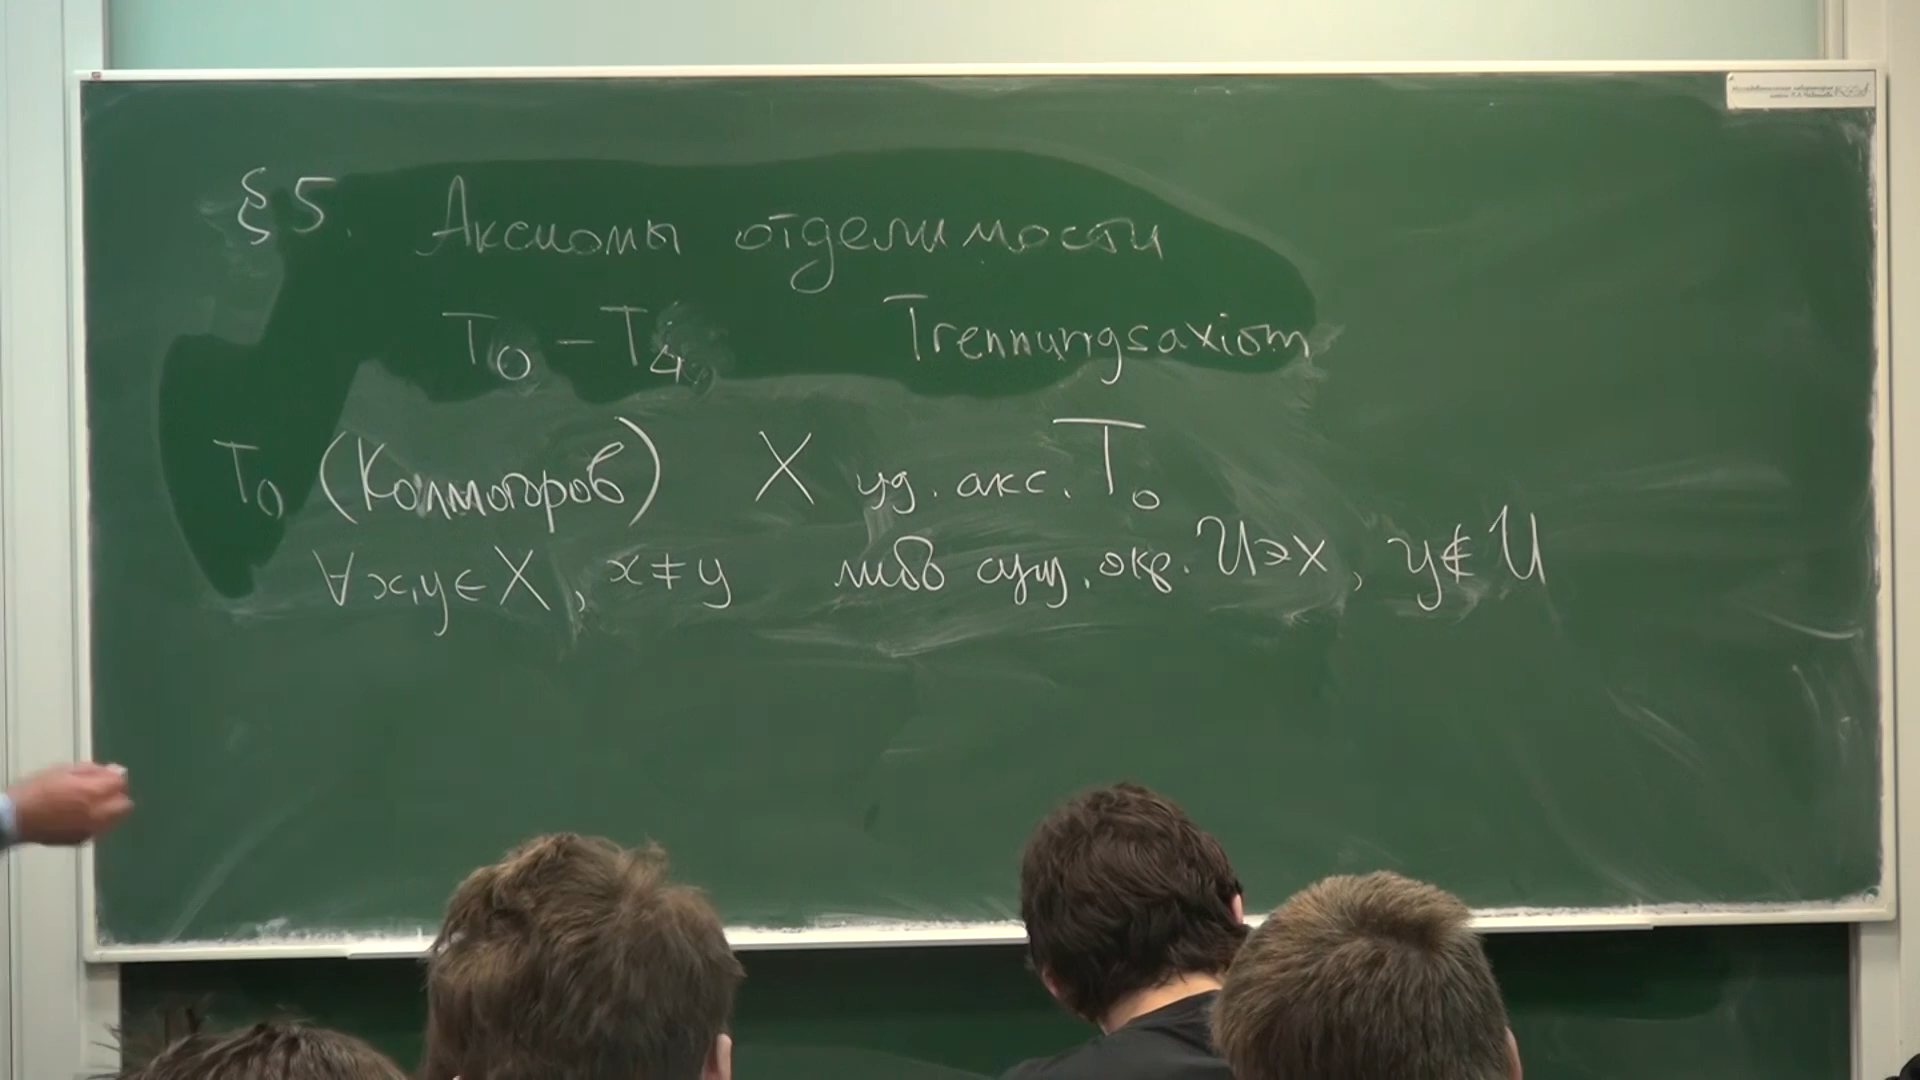 §5. Аксиомы отделимости
T₀ – T₄ Trennungsaxiom
T₀ (Колмогоров) X уд. акс. T₀
∀x,y∈X, x≠y либо сущ. окр. U∋x, y∉U